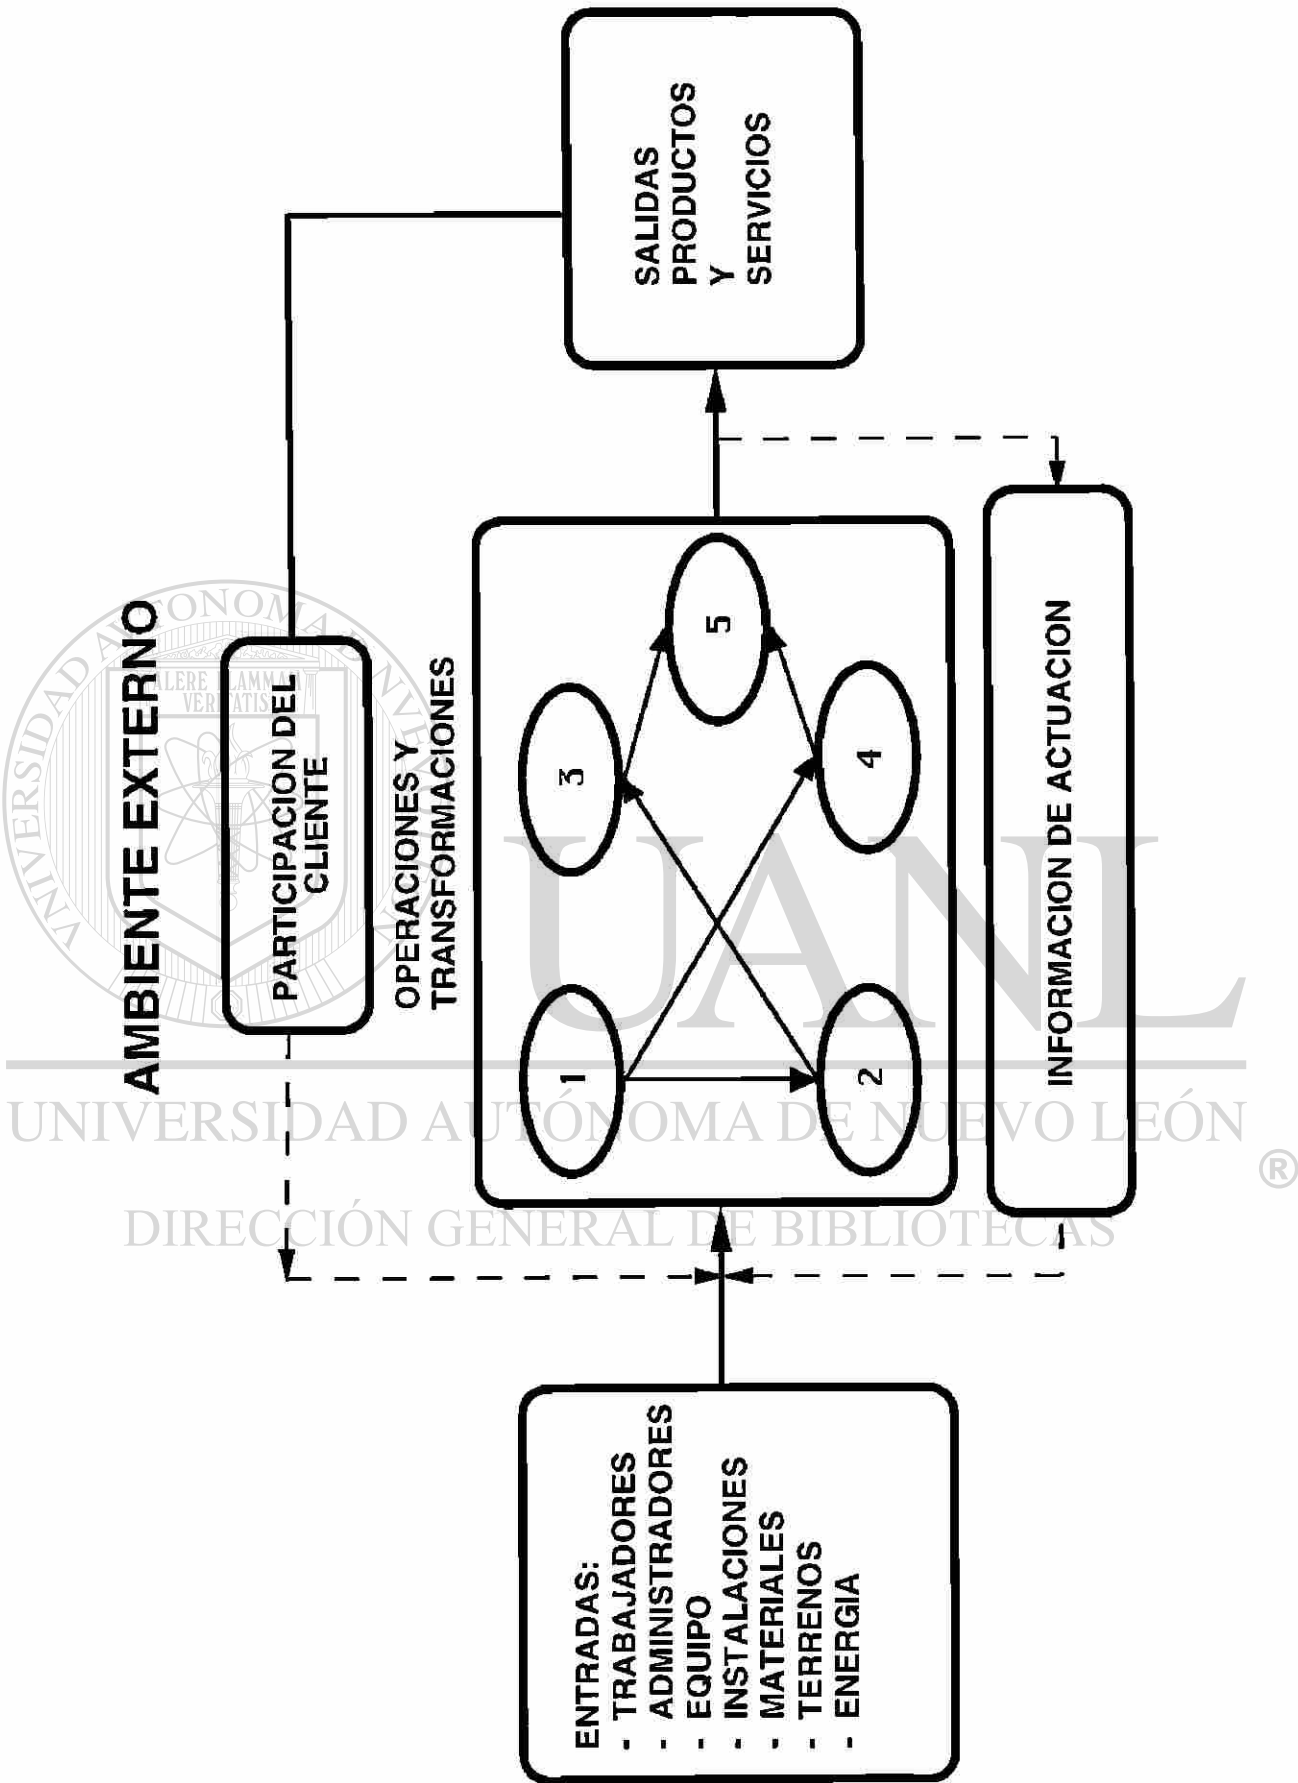 AMBIENTE EXTERNO
PARTICIPACION DEL
CLIENTE
OPERACIONES Y
TRANSFORMACIONES
ENTRADAS:
- TRABAJADORES
- ADMINISTRADORES
- EQUIPO
- INSTALACIONES
- MATERIALES
- TERRENOS
- ENERGIA
1
2
3
4
5
SALIDAS
PRODUCTOS
Y
SERVICIOS
INFORMACION DE ACTUACION
UANL
UNIVERSIDAD AUTÓNOMA DE NUEVO LEÓN
®
DIRECCIÓN GENERAL DE BIBLIOTECAS